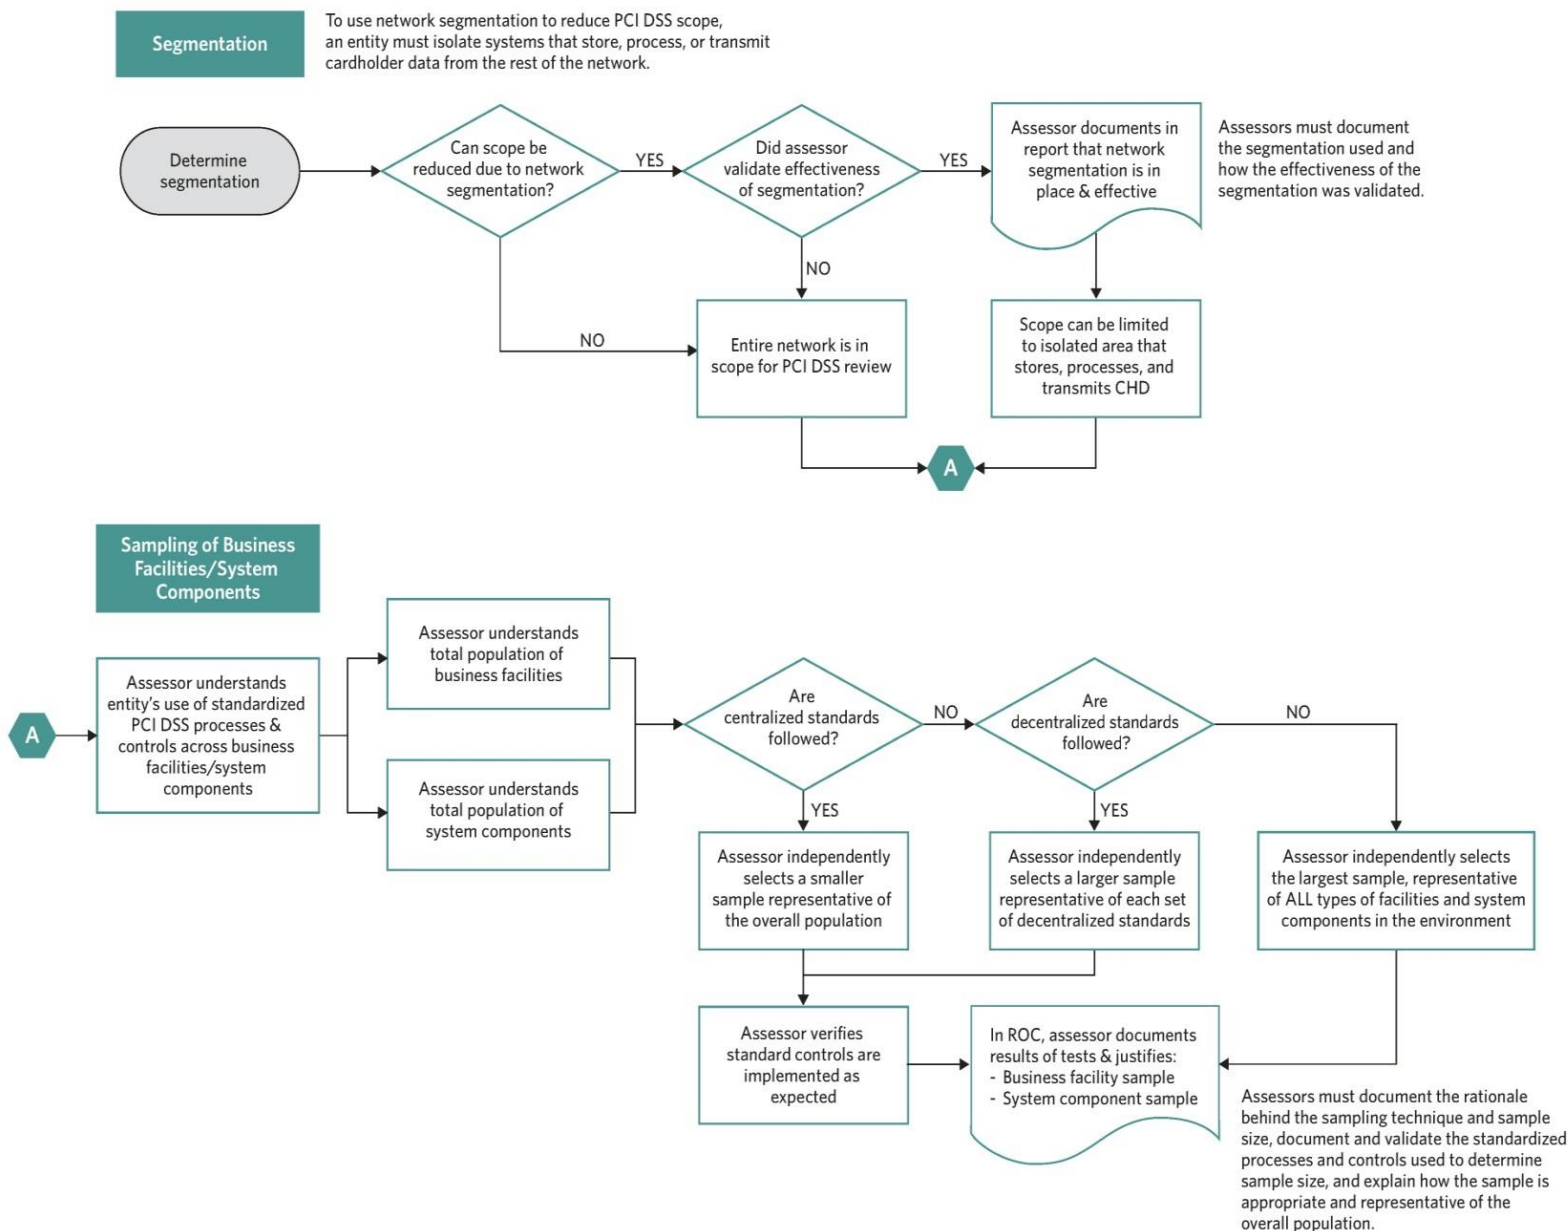 Segmentation
To use network segmentation to reduce PCI DSS scope,
an entity must isolate systems that store, process, or transmit
cardholder data from the rest of the network.
Determine
segmentation
Can scope be
reduced due to network
segmentation?
YES
Did assessor
validate effectiveness
of segmentation?
YES
Assessor documents in
report that network
segmentation is in
place & effective
Assessors must document
the segmentation used and
how the effectiveness of the
segmentation was validated.
NO
NO
Entire network is in
scope for PCI DSS review
Scope can be limited
to isolated area that
stores, processes, and
transmits CHD
A
Sampling of Business
Facilities/System
Components
A
Assessor understands
entity's use of standardized
PCI DSS processes &
controls across business
facilities/system
components
Assessor understands
total population of
business facilities
Assessor understands
total population of
system components
Are
centralized standards
followed?
NO
Are
decentralized standards
followed?
NO
YES
YES
Assessor independently
selects a smaller
sample representative of
the overall population
Assessor independently
selects a larger sample
representative of each set
of decentralized standards
Assessor independently selects
the largest sample, representative
of ALL types of facilities and system
components in the environment
Assessor verifies
standard controls are
implemented as
expected
In ROC, assessor documents
results of tests & justifies:
- Business facility sample
- System component sample
Assessors must document the rationale
behind the sampling technique and sample
size, document and validate the standardized
processes and controls used to determine
sample size, and explain how the sample is
appropriate and representative of the
overall population.